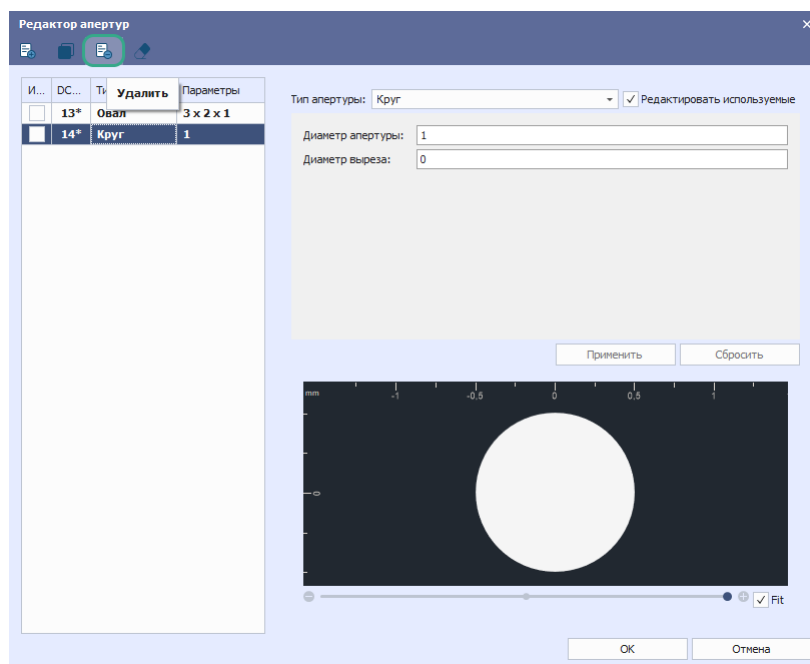 Редактор апертур
И... DC... Ти Параметры
Удалить
13* Овал 3 x 2 x 1
14* Круг 1
Тип апертуры: Круг Редактировать используемые
Диаметр апертуры: 1
Диаметр выреза: 0
Применить Сбросить
mm -1 -0,5 0 0,5 1
0
Fit
OK Отмена